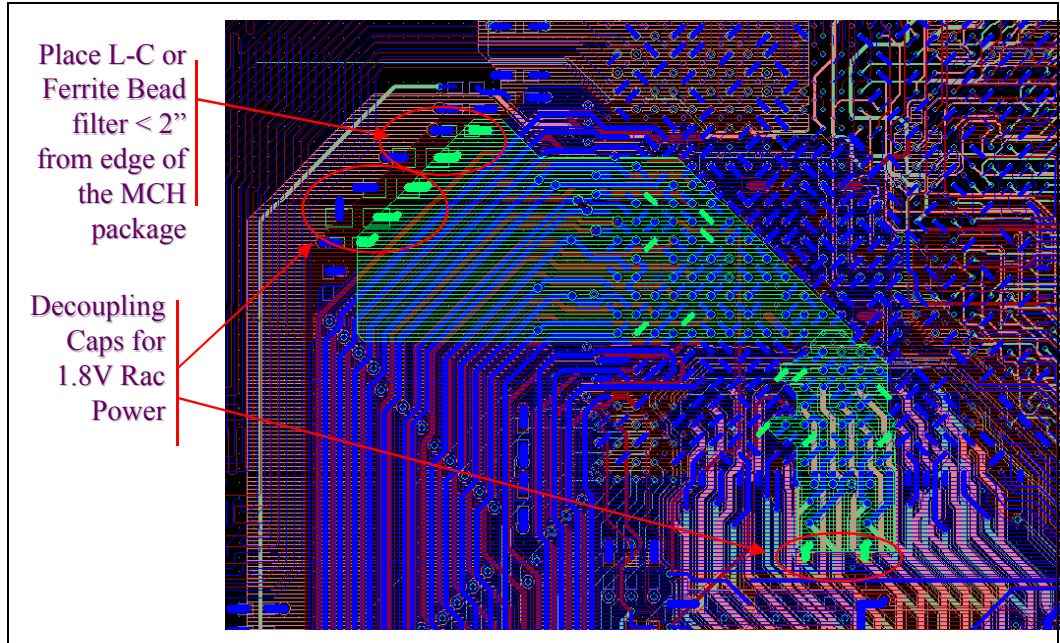 Place L-C or
Ferrite Bead
filter < 2”
from edge of
the MCH
package
Decoupling
Caps for
1.8V Rac
Power